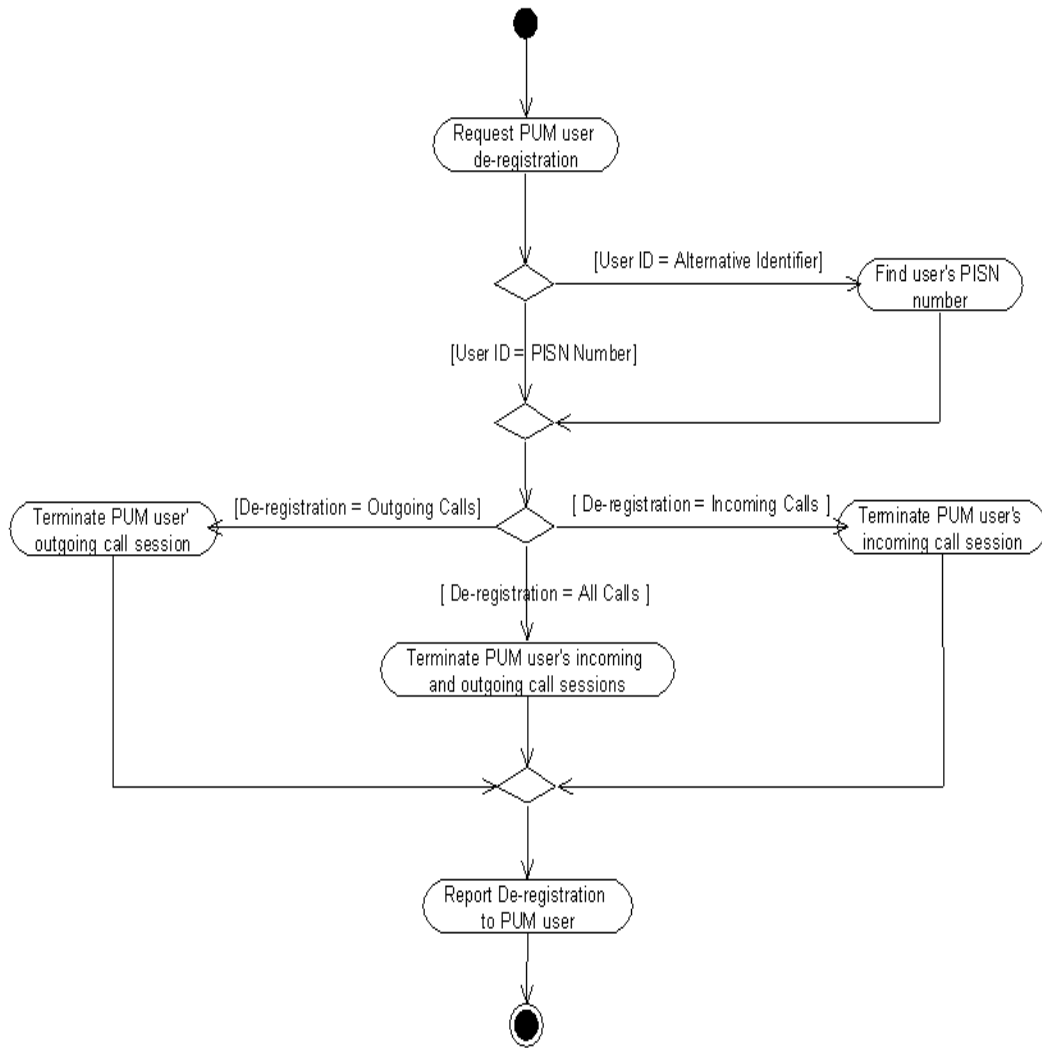 Request PUM user
de-registration
[User ID = Alternative Identifier]
Find user's PISN
number
[User ID = PISN Number]
[De-registration = Outgoing Calls]
[ De-registration = Incoming Calls ]
Terminate PUM user'
outgoing call session
Terminate PUM user's
incoming call session
[ De-registration = All Calls ]
Terminate PUM user's incoming
and outgoing call sessions
Report De-registration
to PUM user